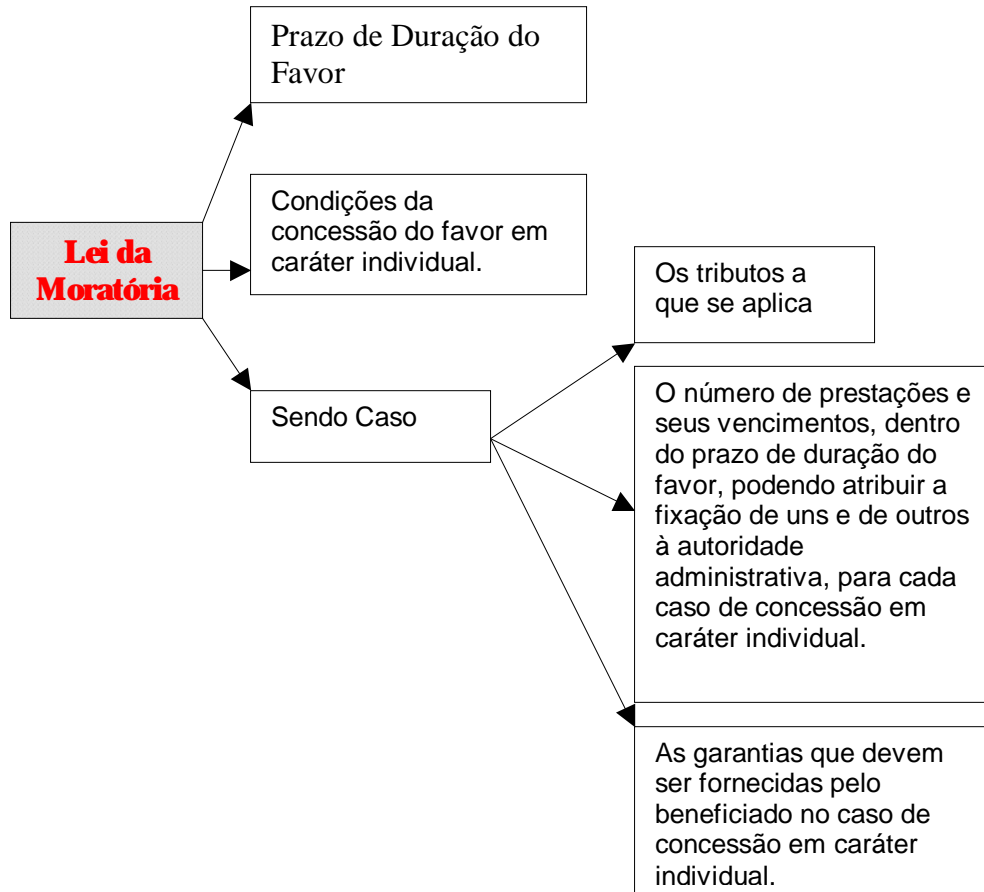 Prazo de Duração do
Favor
Condições da
concessão do favor em
caráter individual.
Lei da
Moratória
Os tributos a
que se aplica
Sendo Caso
O número de prestações e
seus vencimentos, dentro
do prazo de duração do
favor, podendo atribuir a
fixação de uns e de outros
à autoridade
administrativa, para cada
caso de concessão em
caráter individual.
As garantias que devem
ser fornecidas pelo
beneficiado no caso de
concessão em caráter
individual.